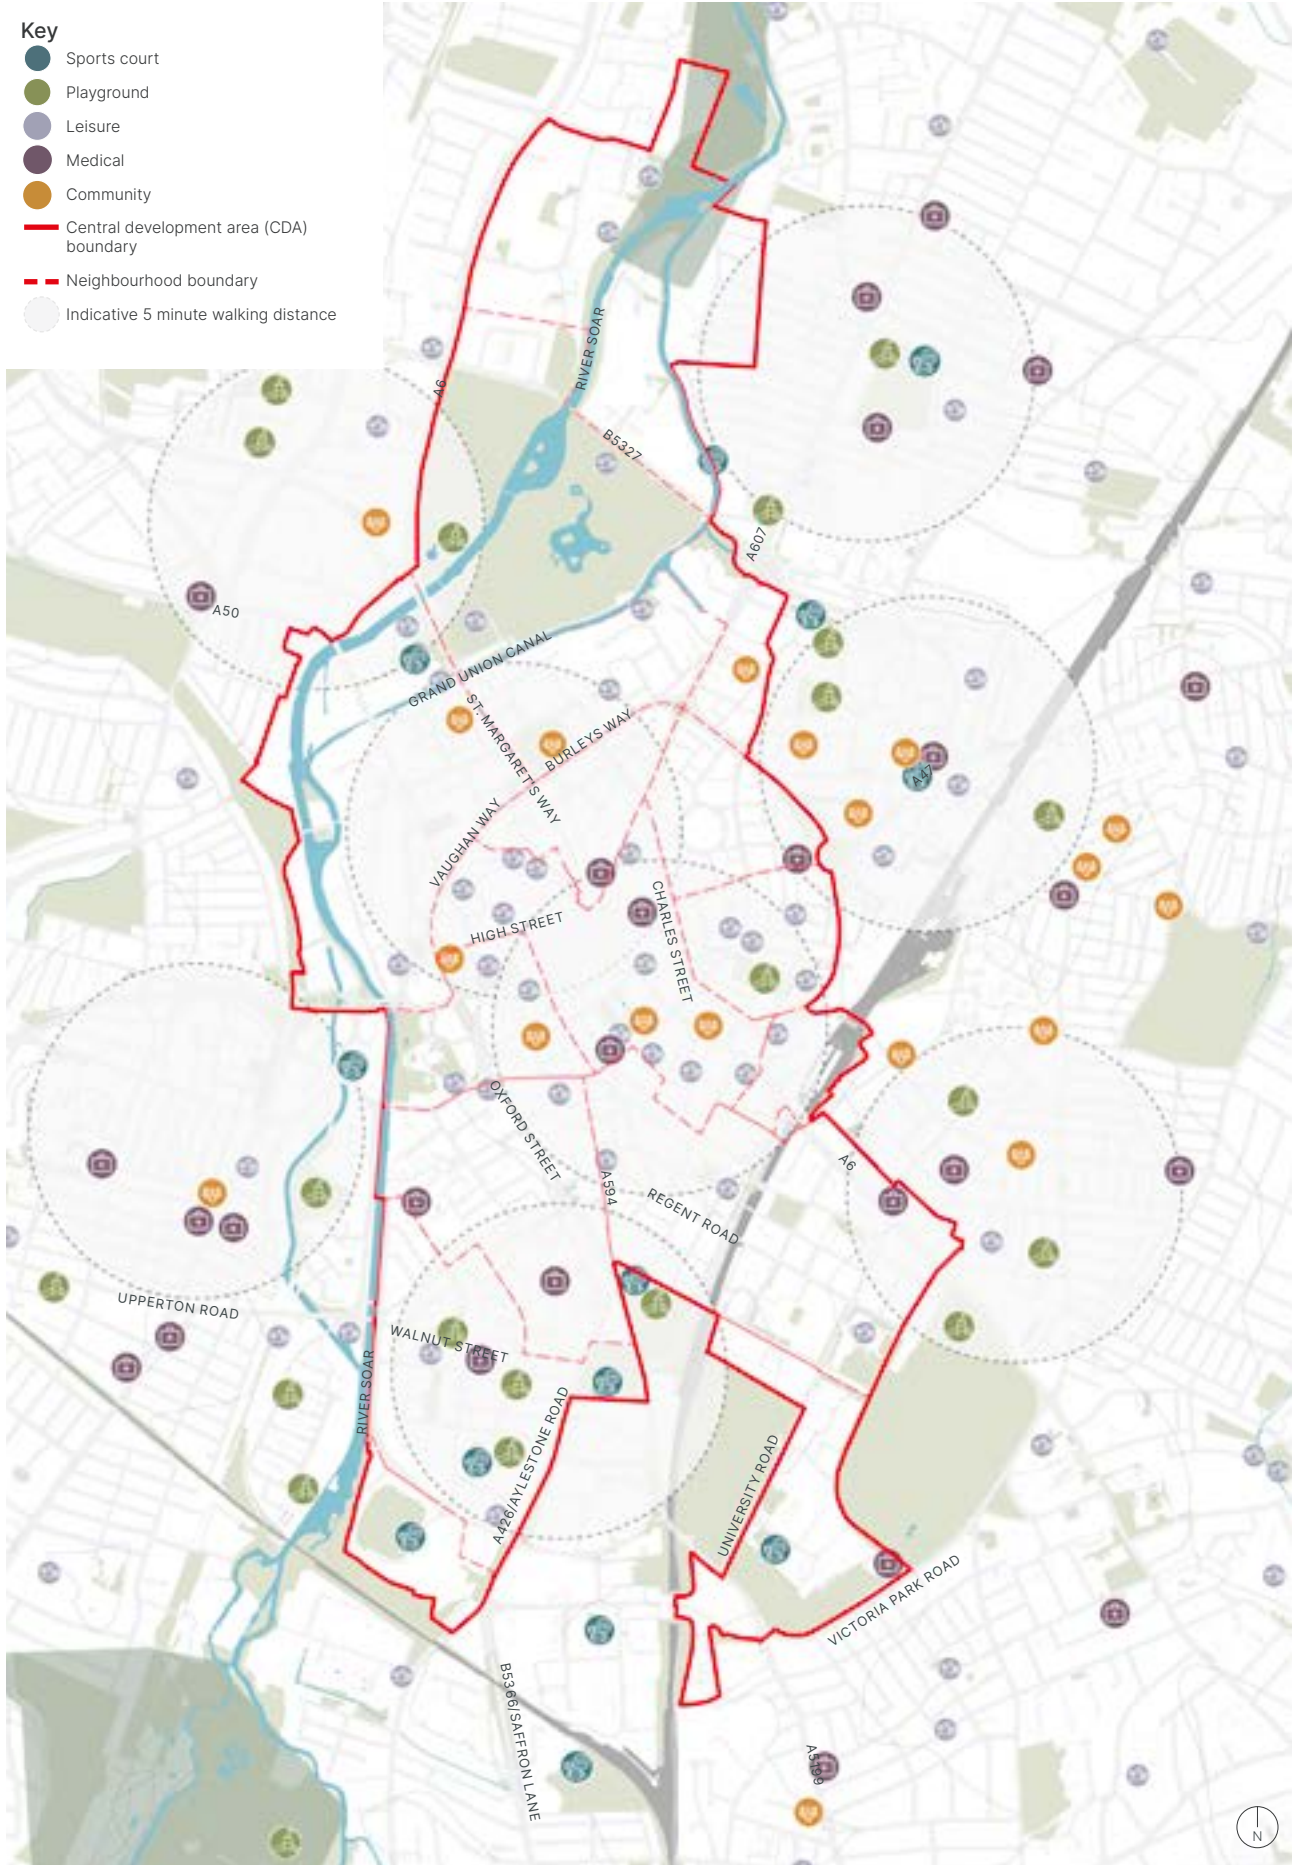 Key
Sports court
Playground
Leisure
Medical
Community
Central development area (CDA)
boundary
Neighbourhood boundary
Indicative 5 minute walking distance
A6
RIVER SOAR
B5327
A607
A50
GRAND UNION CANAL
ST. MARGARET'S WAY
BURLEYS WAY
VAUGHAN WAY
A47
HIGH STREET
CHARLES STREET
OXFORD STREET
A594
REGENT ROAD
A6
UPPERTON ROAD
WALNUT STREET
RIVER SOAR
A426/AYLESTONE ROAD
UNIVERSITY ROAD
VICTORIA PARK ROAD
B5366/SAFFRON LANE
A5199
N